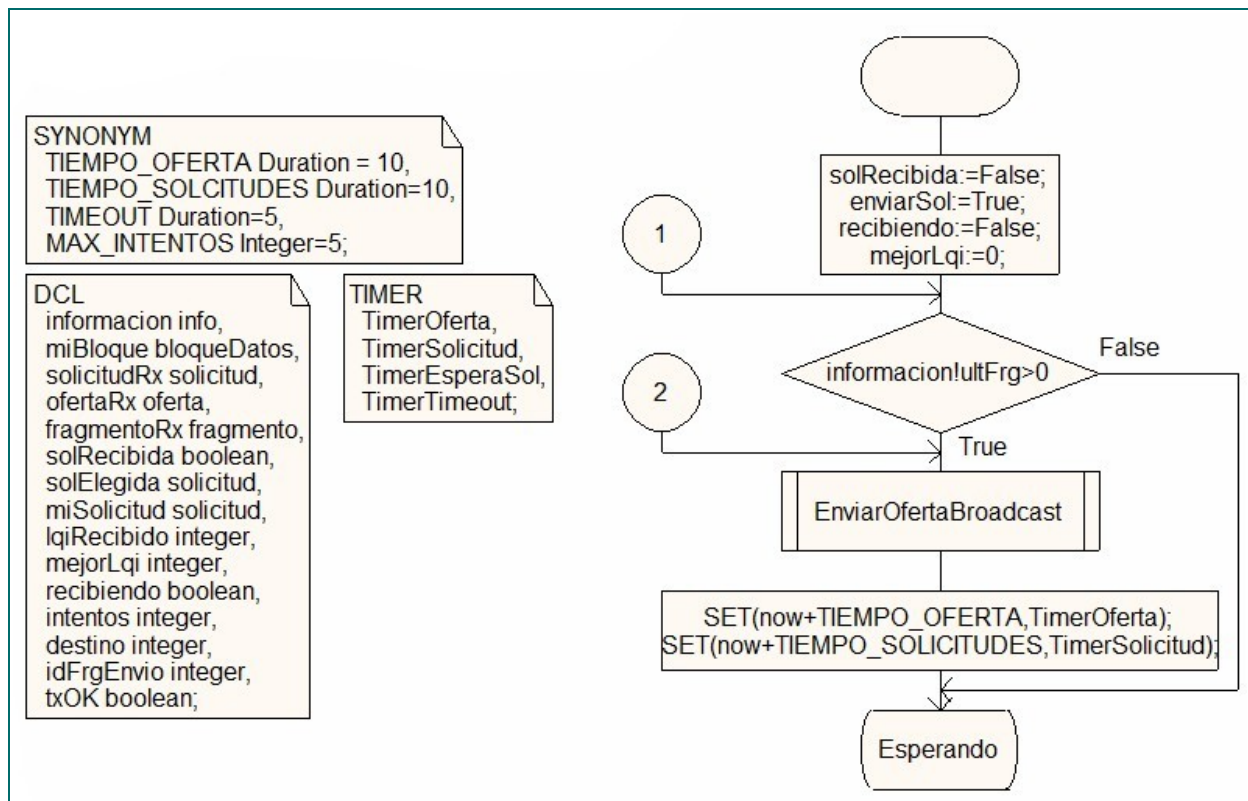 SYNONYM
TIEMPO_OFERTA Duration = 10,
TIEMPO_SOLCITUDES Duration=10,
TIMEOUT Duration=5,
MAX_INTENTOS Integer=5;
DCL
informacion info,
miBloque bloqueDatos,
solicitudRx solicitud,
ofertaRx oferta,
fragmentoRx fragmento,
solRecibida boolean,
solElegida solicitud,
miSolicitud solicitud,
lqiRecibido integer,
mejorLqi integer,
recibiendo boolean,
intentos integer,
destino integer,
idFrgEnvio integer,
txOK boolean;
TIMER
TimerOferta,
TimerSolicitud,
TimerEsperaSol,
TimerTimeout;
solRecibida:=False;
enviarSol:=True;
recibiendo:=False;
mejorLqi:=0;
1
informacion!ultFrg>0
False
2
True
EnviarOfertaBroadcast
SET(now+TIEMPO_OFERTA,TimerOferta);
SET(now+TIEMPO_SOLICITUDES,TimerSolicitud);
Esperando